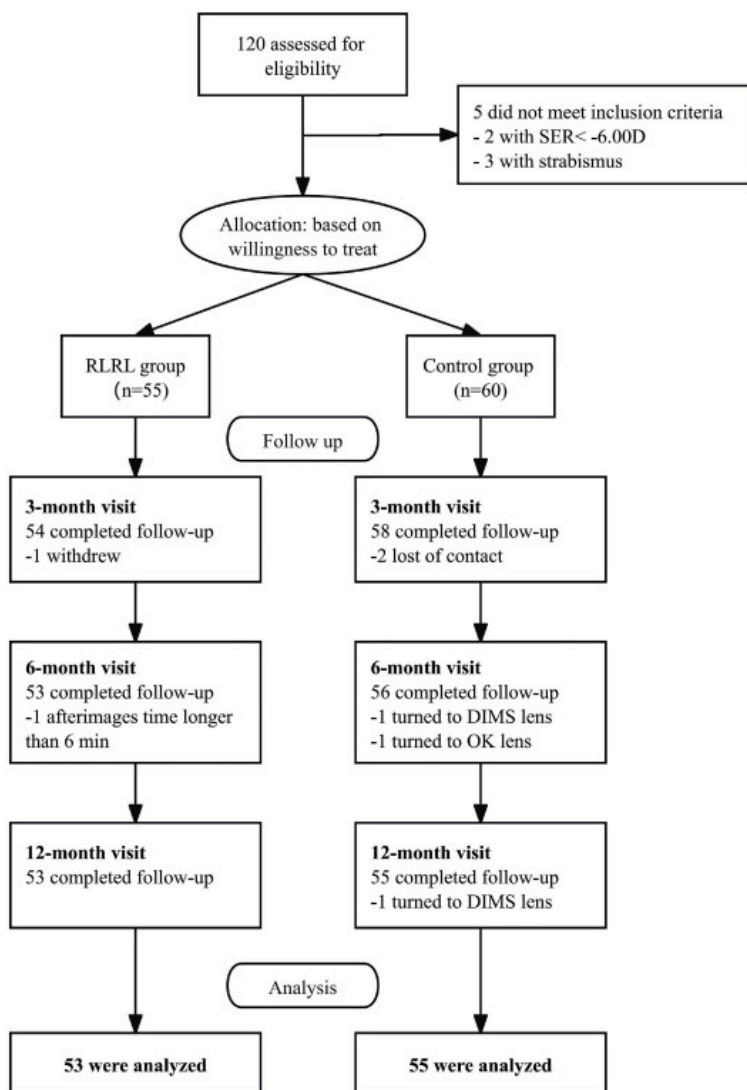 120 assessed for
eligibility
5 did not meet inclusion criteria
- 2 with SER< -6.00D
- 3 with strabismus
Allocation: based on
willingness to treat
RLRL group
(n=55)
Control group
(n=60)
Follow up
3-month visit
54 completed follow-up
-1 withdrew
3-month visit
58 completed follow-up
-2 lost of contact
6-month visit
53 completed follow-up
-1 afterimages time longer
than 6 min
6-month visit
56 completed follow-up
-1 turned to DIMS lens
-1 turned to OK lens
12-month visit
53 completed follow-up
12-month visit
55 completed follow-up
-1 turned to DIMS lens
Analysis
53 were analyzed
55 were analyzed